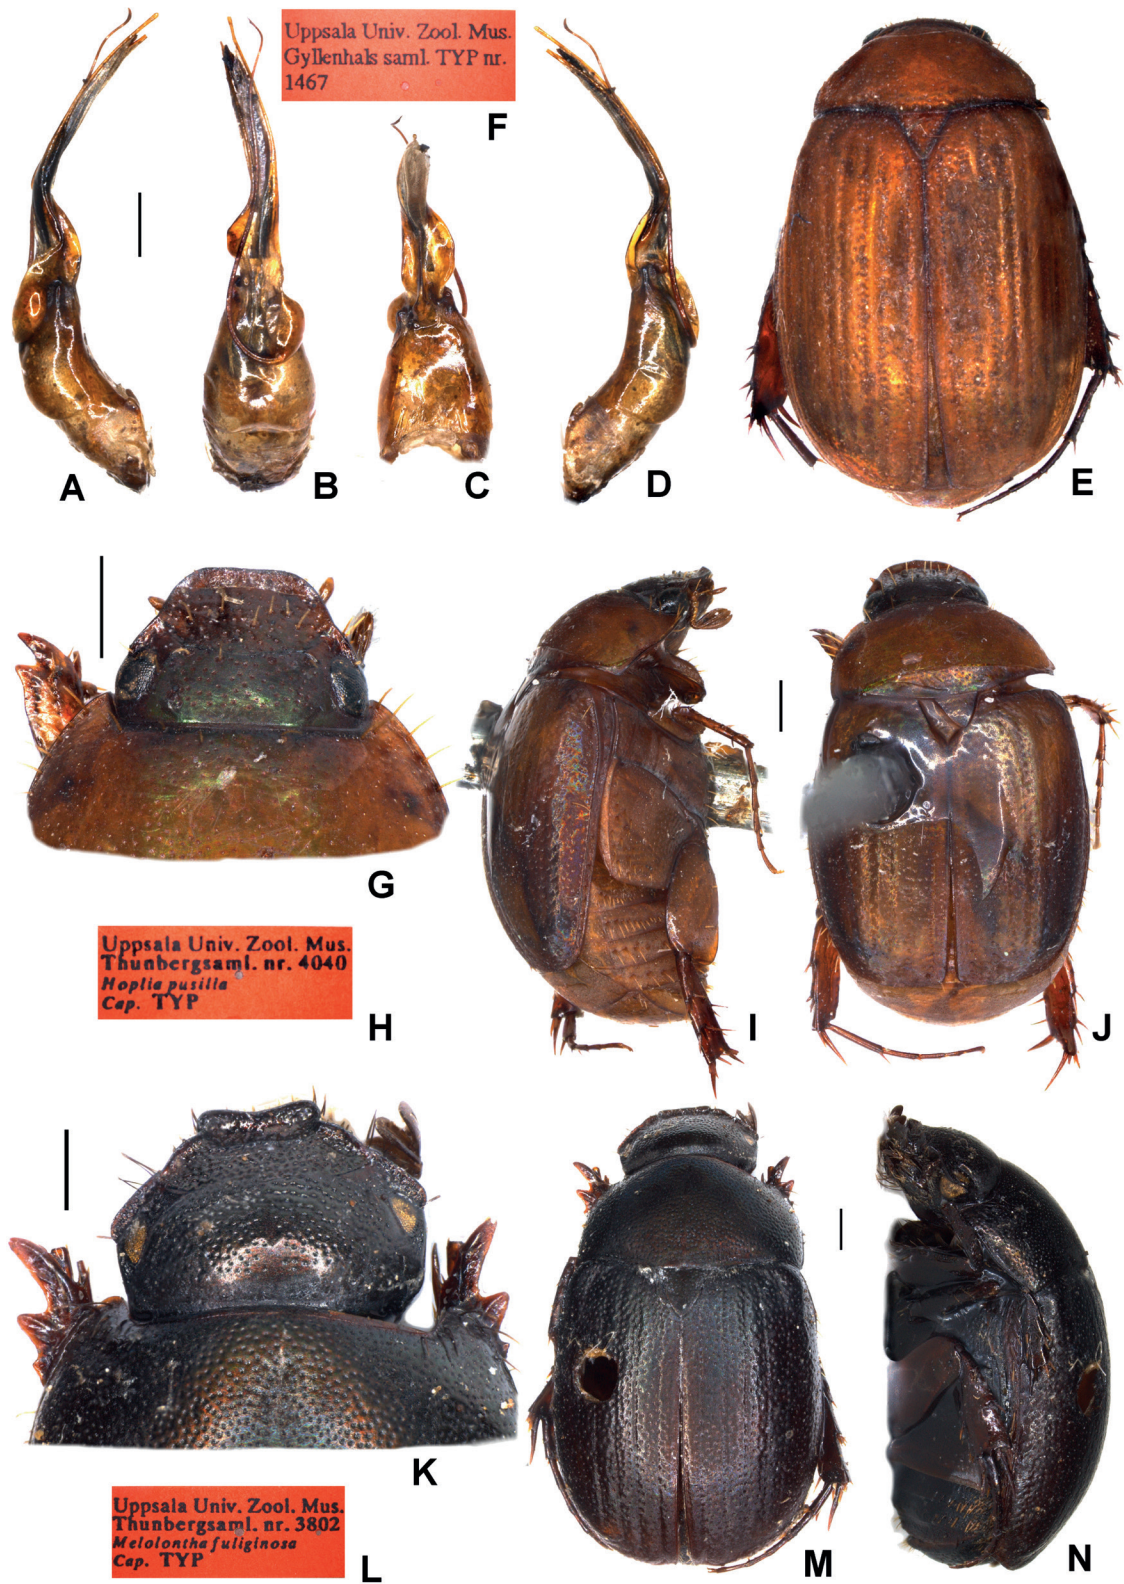 Uppsala Univ. Zool. Mus.
Gyllenhals saml. TYP nr.
1467
F
A
B
C
D
E
G
Uppsala Univ. Zool. Mus.
Thunbergsaml. nr. 4040
Hoplia pusilla
Cap. TYP
H
I
J
K
Uppsala Univ. Zool. Mus.
Thunbergsaml. nr. 3802
Melolontha fuliginosa
Cap. TYP
L
M
N